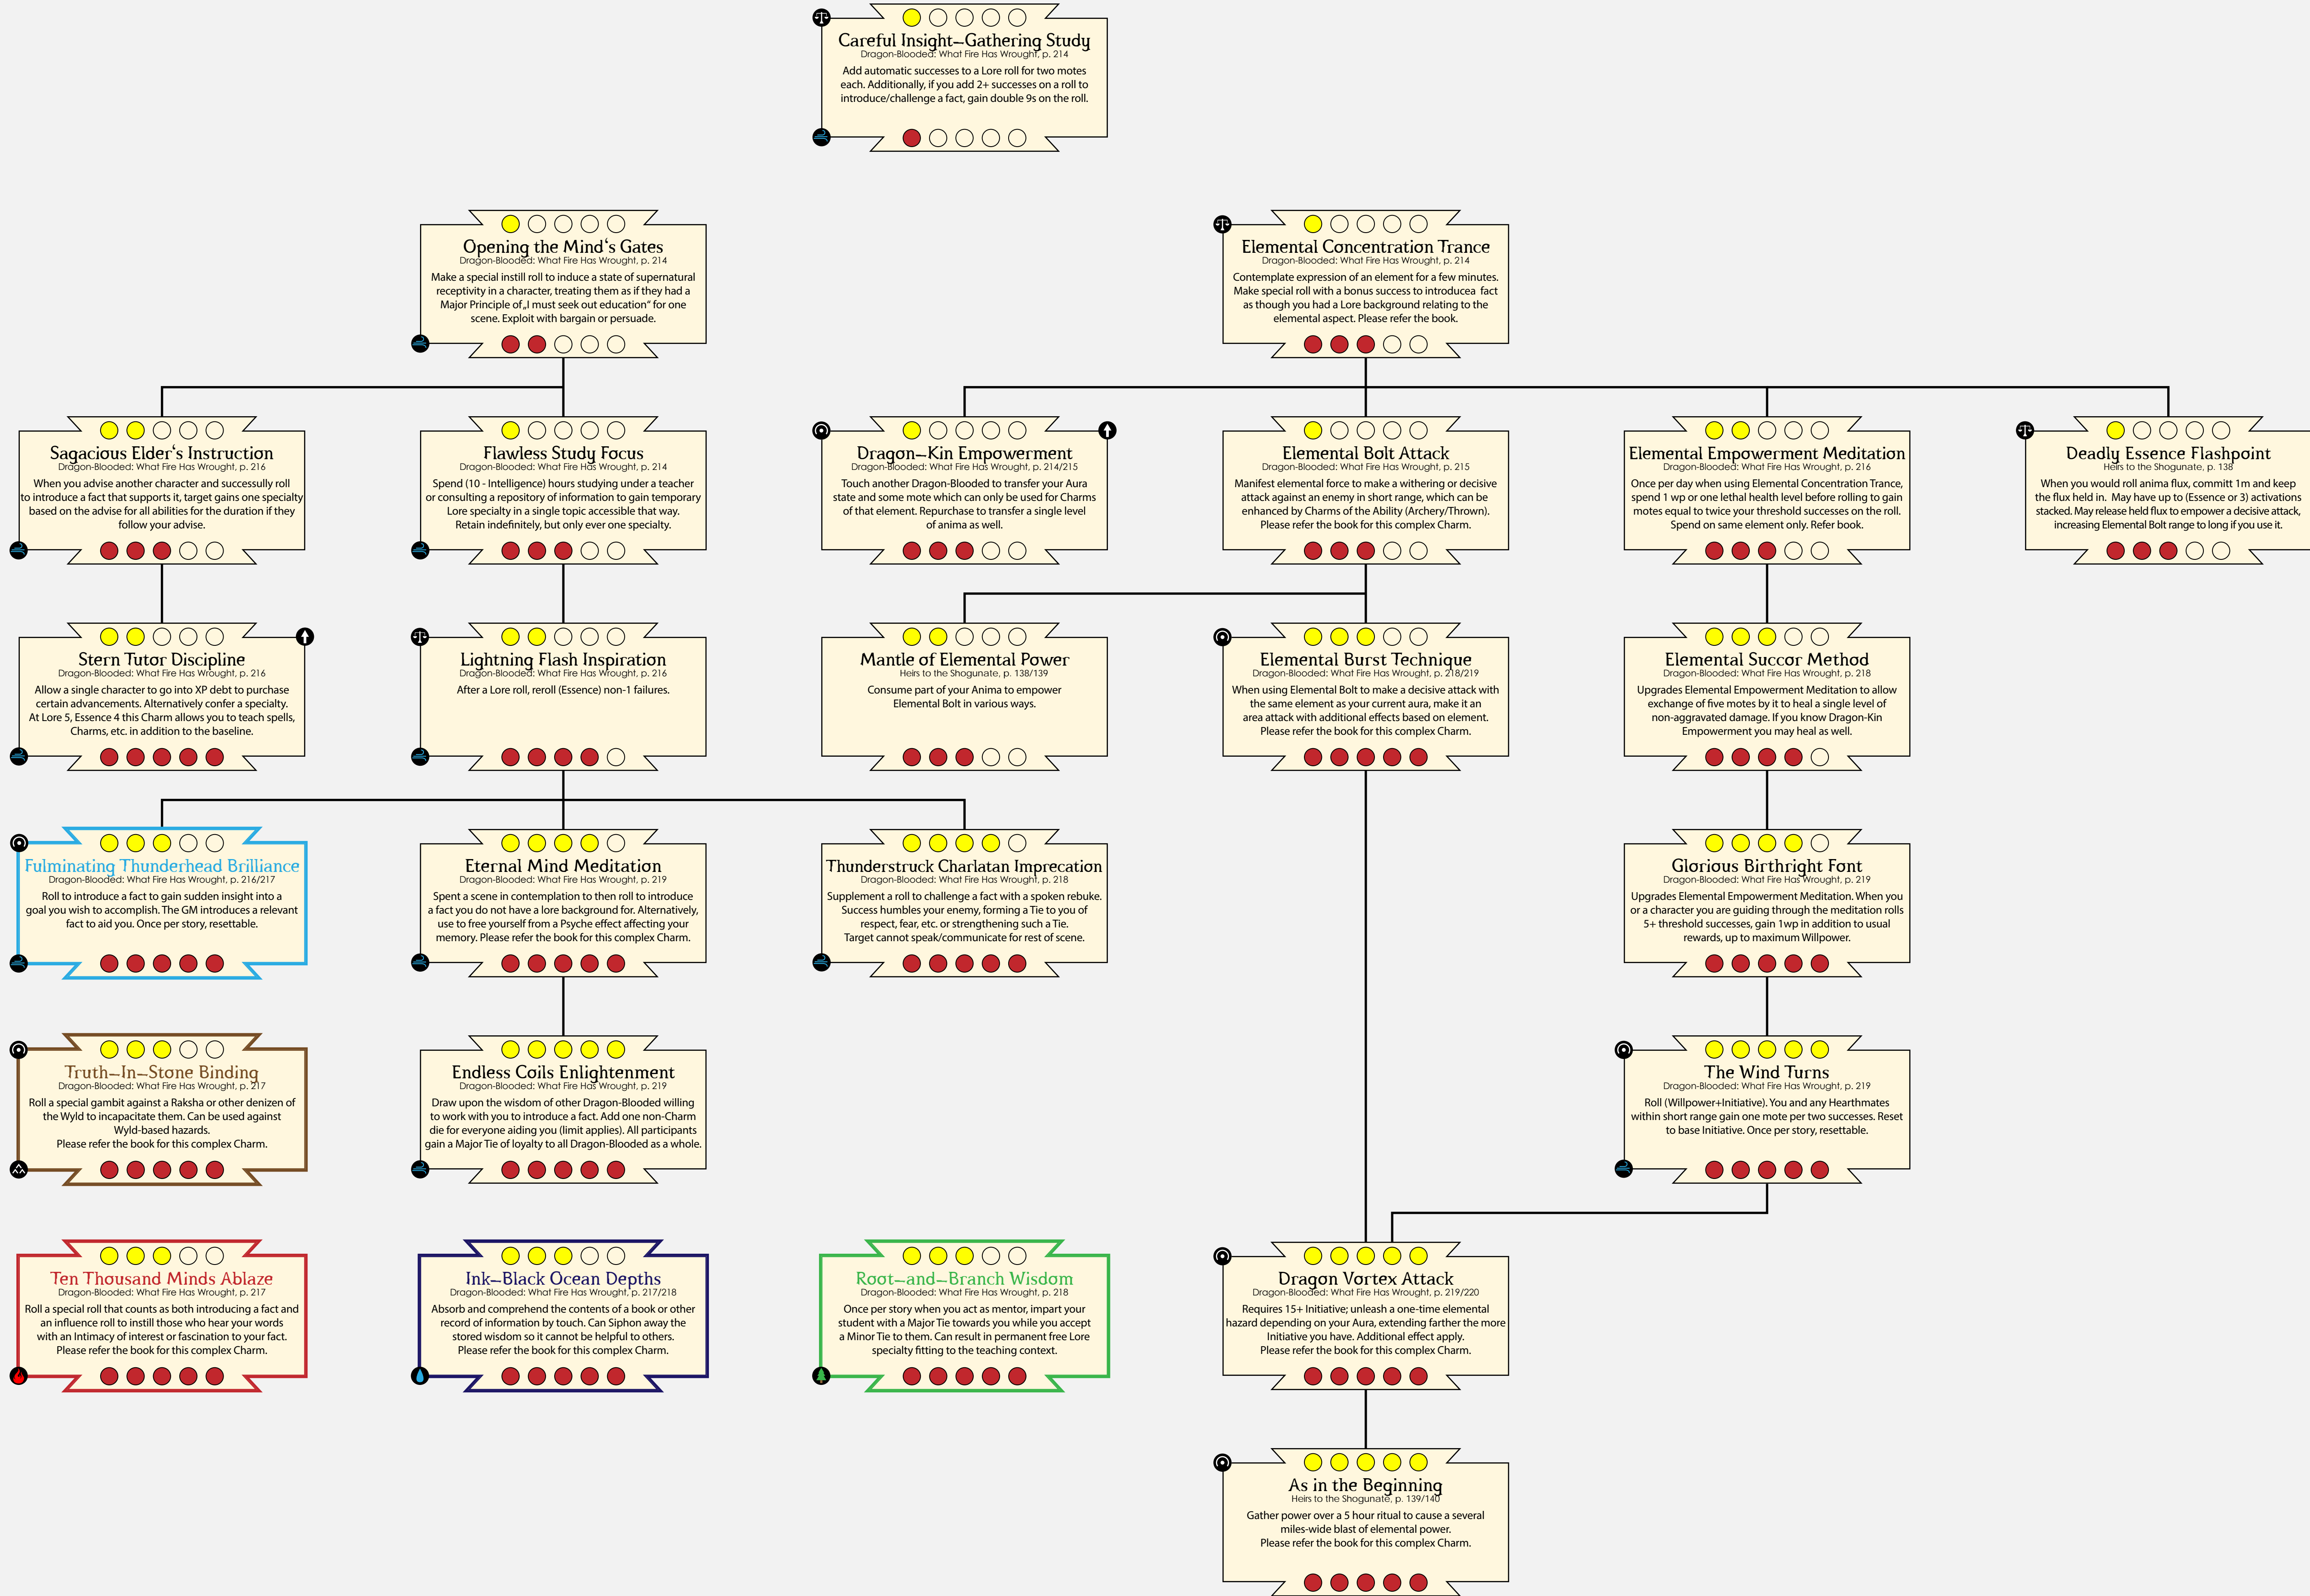 Careful Insight-Gathering Study
Dragon-Blooded: What Fire Has Wrought, p. 214
Add automatic successes to a Lore roll for two motes
each. Additionally, if you add 2+ successes on a roll to
introduce/challenge a fact, gain double 9s on the roll.
Opening the Mind‘s Gates
Dragon-Blooded: What Fire Has Wrought, p. 214
Make a special instill roll to induce a state of supernatural
receptivity in a character, treating them as if they had a
Major Principle of „I must seek out education“ for one
scene. Exploit with bargain or persuade.
Elemental Concentration Trance
Dragon-Blooded: What Fire Has Wrought, p. 214
Contemplate expression of an element for a few minutes.
Make special roll with a bonus success to introducea fact
as though you had a Lore background relating to the
elemental aspect. Please refer the book.
Sagacious Elder‘s Instruction
Dragon-Blooded: What Fire Has Wrought, p. 216
When you advise another character and successfully roll
to introduce a fact that supports it, target gains one specialty
based on the advise for all abilities for the duration if they
follow your advise.
Flawless Study Focus
Dragon-Blooded: What Fire Has Wrought, p. 214
Spend (10 - Intelligence) hours studying under a teacher
or consulting a repository of information to gain temporary
Lore specialty in a single topic accessible that way.
Retain indefinitely, but only ever one specialty.
Dragon-Kin Empowerment
Dragon-Blooded: What Fire Has Wrought, p. 214/215
Touch another Dragon-Blooded to transfer your Aura
state and some mote which can only be used for Charms
of that element. Repurchase to transfer a single level
of anima as well.
Elemental Bolt Attack
Dragon-Blooded: What Fire Has Wrought, p. 215
Manifest elemental force to make a withering or decisive
attack against an enemy in short range, which can be
enhanced by Charms of the Ability (Archery/Thrown).
Please refer the book for this complex Charm.
Elemental Empowerment Meditation
Dragon-Blooded: What Fire Has Wrought, p. 216
Once per day when using Elemental Concentration Trance,
spend 1 wp or one lethal health level before rolling to gain
motes equal to twice your threshold successes on the roll.
Spend on same element only. Refer book.
Deadly Essence Flashpoint
Heirs to the Shogunate, p. 138
When you would roll anima flux, committ 1m and keep
the flux held in. May have up to (Essence or 3) activations
stacked. May release held flux to empower a decisive attack,
increasing Elemental Bolt range to long if you use it.
Stern Tutor Discipline
Dragon-Blooded: What Fire Has Wrought, p. 216
Allow a single character to go into XP debt to purchase
certain advancements. Alternatively confer a specialty.
At Lore 5, Essence 4 this Charm allows you to teach spells,
Charms, etc. in addition to the baseline.
Lightning Flash Inspiration
Dragon-Blooded: What Fire Has Wrought, p. 216
After a Lore roll, reroll (Essence) non-1 failures.
Mantle of Elemental Power
Heirs to the Shogunate, p. 138/139
Consume part of your Anima to empower
Elemental Bolt in various ways.
Elemental Burst Technique
Dragon-Blooded: What Fire Has Wrought, p. 218/219
When using Elemental Bolt to make a decisive attack with
the same element as your current aura, make it an
area attack with additional effects based on element.
Please refer the book for this complex Charm.
Elemental Succor Method
Dragon-Blooded: What Fire Has Wrought, p. 218
Upgrades Elemental Empowerment Meditation to allow
exchange of five motes by it to heal a single level of
non-aggravated damage. If you know Dragon-Kin
Empowerment you may heal as well.
Fulminating Thunderhead Brilliance
Dragon-Blooded: What Fire Has Wrought, p. 216/217
Roll to introduce a fact to gain sudden insight into a
goal you wish to accomplish. The GM introduces a relevant
fact to aid you. Once per story, resettable.
Eternal Mind Meditation
Dragon-Blooded: What Fire Has Wrought, p. 219
Spent a scene in contemplation to then roll to introduce
a fact you do not have a lore background for. Alternatively,
use to free yourself from a Psyche effect affecting your
memory. Please refer the book for this complex Charm.
Thunderstruck Charlatan Imprecation
Dragon-Blooded: What Fire Has Wrought, p. 218
Supplement a roll to challenge a fact with a spoken rebuke.
Success humbles your enemy, forming a Tie to you of
respect, fear, etc. or strengthening such a Tie.
Target cannot speak/communicate for rest of scene.
Glorious Birthright Font
Dragon-Blooded: What Fire Has Wrought, p. 219
Upgrades Elemental Empowerment Meditation. When you
or a character you are guiding through the meditation rolls
5+ threshold successes, gain 1wp in addition to usual
rewards, up to maximum Willpower.
Truth-In-Stone Binding
Dragon-Blooded: What Fire Has Wrought, p. 217
Roll a special gambit against a Raksha or other denizen of
the Wyld to incapacitate them. Can be used against
Wyld-based hazards.
Please refer the book for this complex Charm.
Endless Coils Enlightenment
Dragon-Blooded: What Fire Has Wrought, p. 219
Draw upon the wisdom of other Dragon-Blooded willing
to work with you to introduce a fact. Add one non-Charm
die for everyone aiding you (limit applies). All participants
gain a Major Tie of loyalty to all Dragon-Blooded as a whole.
The Wind Turns
Dragon-Blooded: What Fire Has Wrought, p. 219
Roll (Willpower+Initiative). You and any Hearthmates
within short range gain one mote per two successes. Reset
to base Initiative. Once per story, resettable.
Ten Thousand Minds Ablaze
Dragon-Blooded: What Fire Has Wrought, p. 217
Roll a special roll that counts as both introducing a fact and
an influence roll to instill those who hear your words
with an Intimacy of interest or fascination to your fact.
Please refer the book for this complex Charm.
Ink-Black Ocean Depths
Dragon-Blooded: What Fire Has Wrought, p. 217/218
Absorb and comprehend the contents of a book or other
record of information by touch. Can Siphon away the
stored wisdom so it cannot be helpful to others.
Please refer the book for this complex Charm.
Root-and-Branch Wisdom
Dragon-Blooded: What Fire Has Wrought, p. 218
Once per story when you act as mentor, impart your
student with a Major Tie towards you while you accept
a Minor Tie to them. Can result in permanent free Lore
specialty fitting to the teaching context.
Dragon Vortex Attack
Dragon-Blooded: What Fire Has Wrought, p. 219/220
Requires 15+ Initiative; unleash a one-time elemental
hazard depending on your Aura, extending farther the more
Initiative you have. Additional effect apply.
Please refer the book for this complex Charm.
As in the Beginning
Heirs to the Shogunate, p. 139/140
Gather power over a 5 hour ritual to cause a several
miles-wide blast of elemental power.
Please refer the book for this complex Charm.